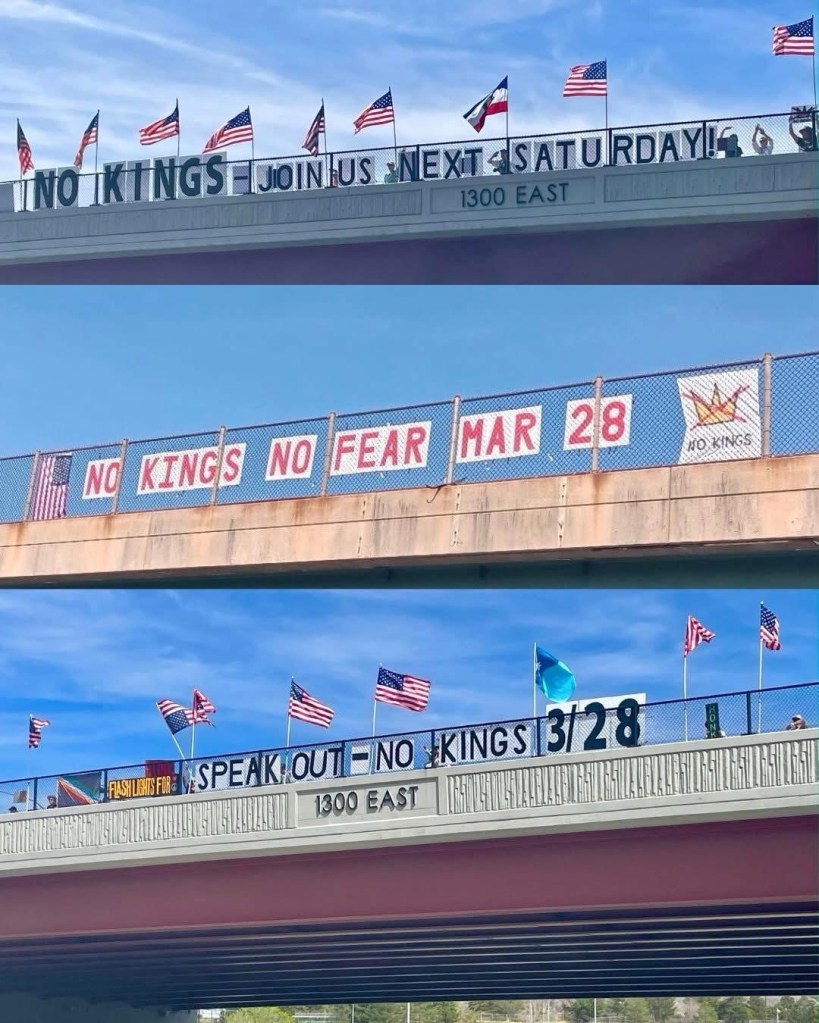 NO KINGS - JOIN US NEXT SATURDAY!
1300 EAST
NO KINGS NO FEAR MAR 28
NO KINGS
FLASH LIGHTS FOR
SPEAK OUT - NO KINGS 3/28
1300 EAST